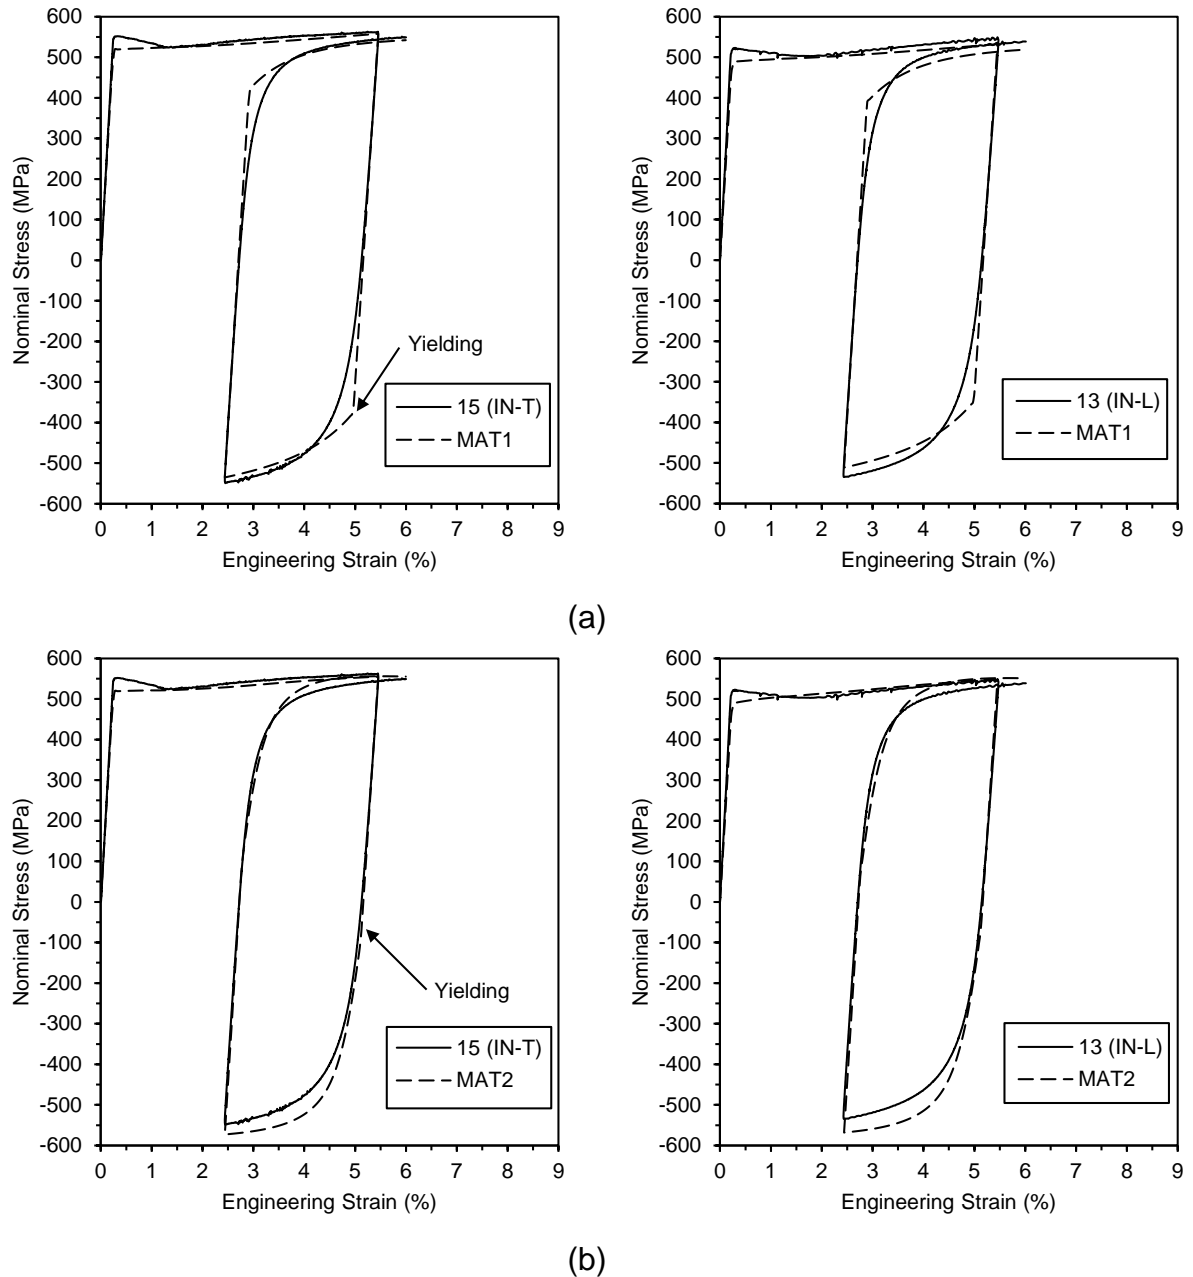 600
500
400
300
200
100
0
-100
-200
-300
-400
-500
-600
Nominal Stress (MPa)
0 1 2 3 4 5 6 7 8 9
Engineering Strain (%)
Yielding
15 (IN-T)
MAT1
600
500
400
300
200
100
0
-100
-200
-300
-400
-500
-600
Nominal Stress (MPa)
0 1 2 3 4 5 6 7 8 9
Engineering Strain (%)
13 (IN-L)
MAT1
(a)
600
500
400
300
200
100
0
-100
-200
-300
-400
-500
-600
Nominal Stress (MPa)
0 1 2 3 4 5 6 7 8 9
Engineering Strain (%)
Yielding
15 (IN-T)
MAT2
600
500
400
300
200
100
0
-100
-200
-300
-400
-500
-600
Nominal Stress (MPa)
0 1 2 3 4 5 6 7 8 9
Engineering Strain (%)
13 (IN-L)
MAT2
(b)